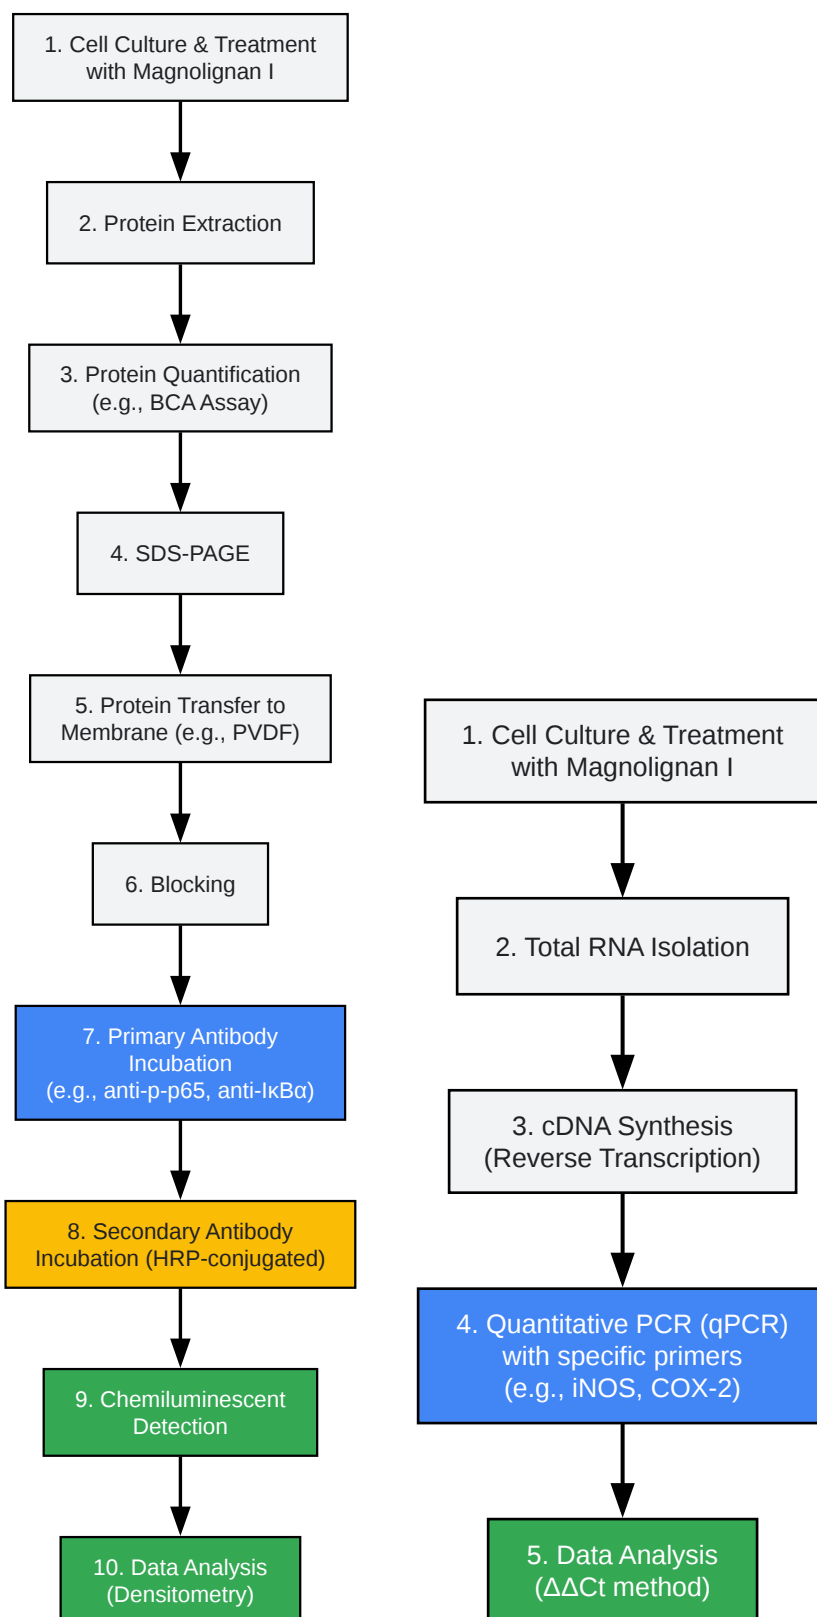 1. Cell Culture & Treatment
with Magnolignan I
2. Protein Extraction
3. Protein Quantification
(e.g., BCA Assay)
4. SDS-PAGE
5. Protein Transfer to
Membrane (e.g., PVDF)
6. Blocking
7. Primary Antibody
Incubation
(e.g., anti-p-p65, anti-IκBα)
8. Secondary Antibody
Incubation (HRP-conjugated)
9. Chemiluminescent
Detection
10. Data Analysis
(Densitometry)
1. Cell Culture & Treatment
with Magnolignan I
2. Total RNA Isolation
3. cDNA Synthesis
(Reverse Transcription)
4. Quantitative PCR (qPCR)
with specific primers
(e.g., iNOS, COX-2)
5. Data Analysis
(ΔΔCt method)